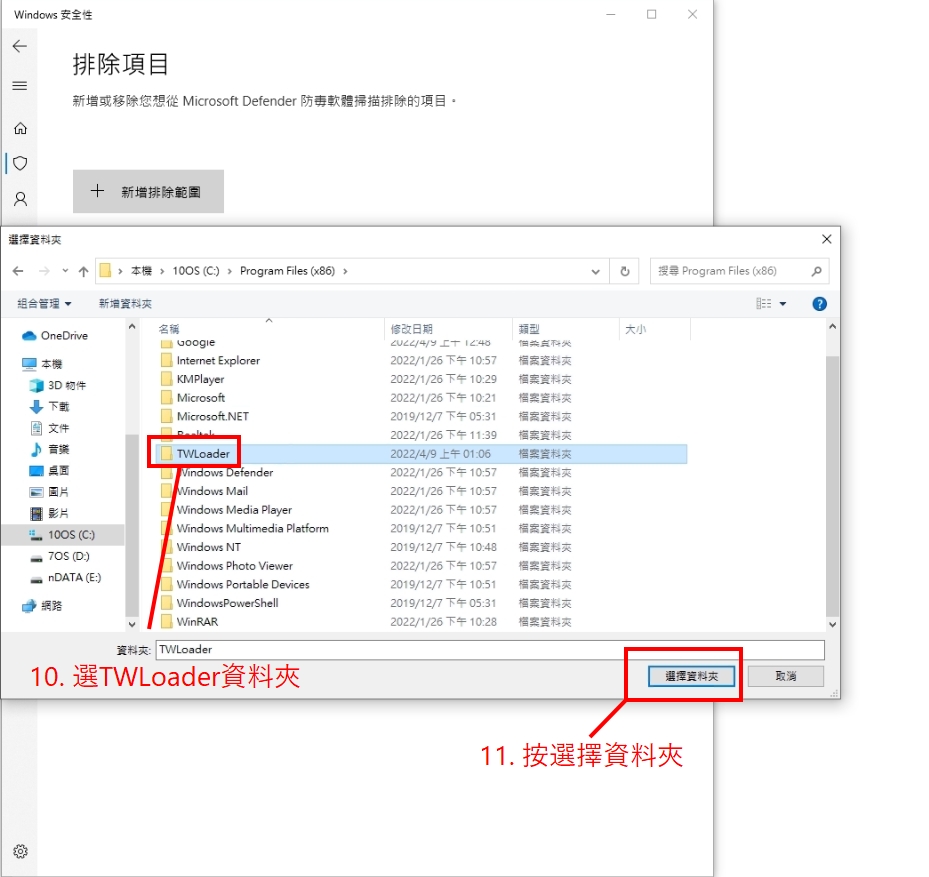 Windows 安全性
排除項目
新增或移除您想從 Microsoft Defender 防毒軟體掃描排除的項目。
新增排除範圍
選擇資料夾
本機 › 10OS (C:) › Program Files (x86) ›
搜尋 Program Files (x86)
組合管理 新增資料夾
名稱 修改日期 類型 大小
OneDrive
本機
3D 物件
下載
文件
音樂
桌面
圖片
影片
10OS (C:)
7OS (D:)
nDATA (E:)
網路
Google 2022/4/9 上午 12:48 檔案資料夾
Internet Explorer 2022/1/26 下午 10:57 檔案資料夾
KMPlayer 2022/1/26 下午 10:29 檔案資料夾
Microsoft 2022/1/26 下午 10:21 檔案資料夾
Microsoft.NET 2019/12/7 下午 05:31 檔案資料夾
Realtek 2022/1/26 下午 11:39 檔案資料夾
TWLoader 2022/4/9 上午 01:06 檔案資料夾
Windows Defender 2022/1/26 下午 10:57 檔案資料夾
Windows Mail 2022/1/26 下午 10:57 檔案資料夾
Windows Media Player 2022/1/26 下午 10:57 檔案資料夾
Windows Multimedia Platform 2019/12/7 下午 10:51 檔案資料夾
Windows NT 2019/12/7 下午 10:48 檔案資料夾
Windows Photo Viewer 2022/1/26 下午 10:57 檔案資料夾
Windows Portable Devices 2019/12/7 下午 10:51 檔案資料夾
WindowsPowerShell 2019/12/7 下午 05:31 檔案資料夾
WinRAR 2022/1/26 下午 10:28 檔案資料夾
資料夾: TWLoader
10. 選TWLoader資料夾
選擇資料夾 取消
11. 按選擇資料夾